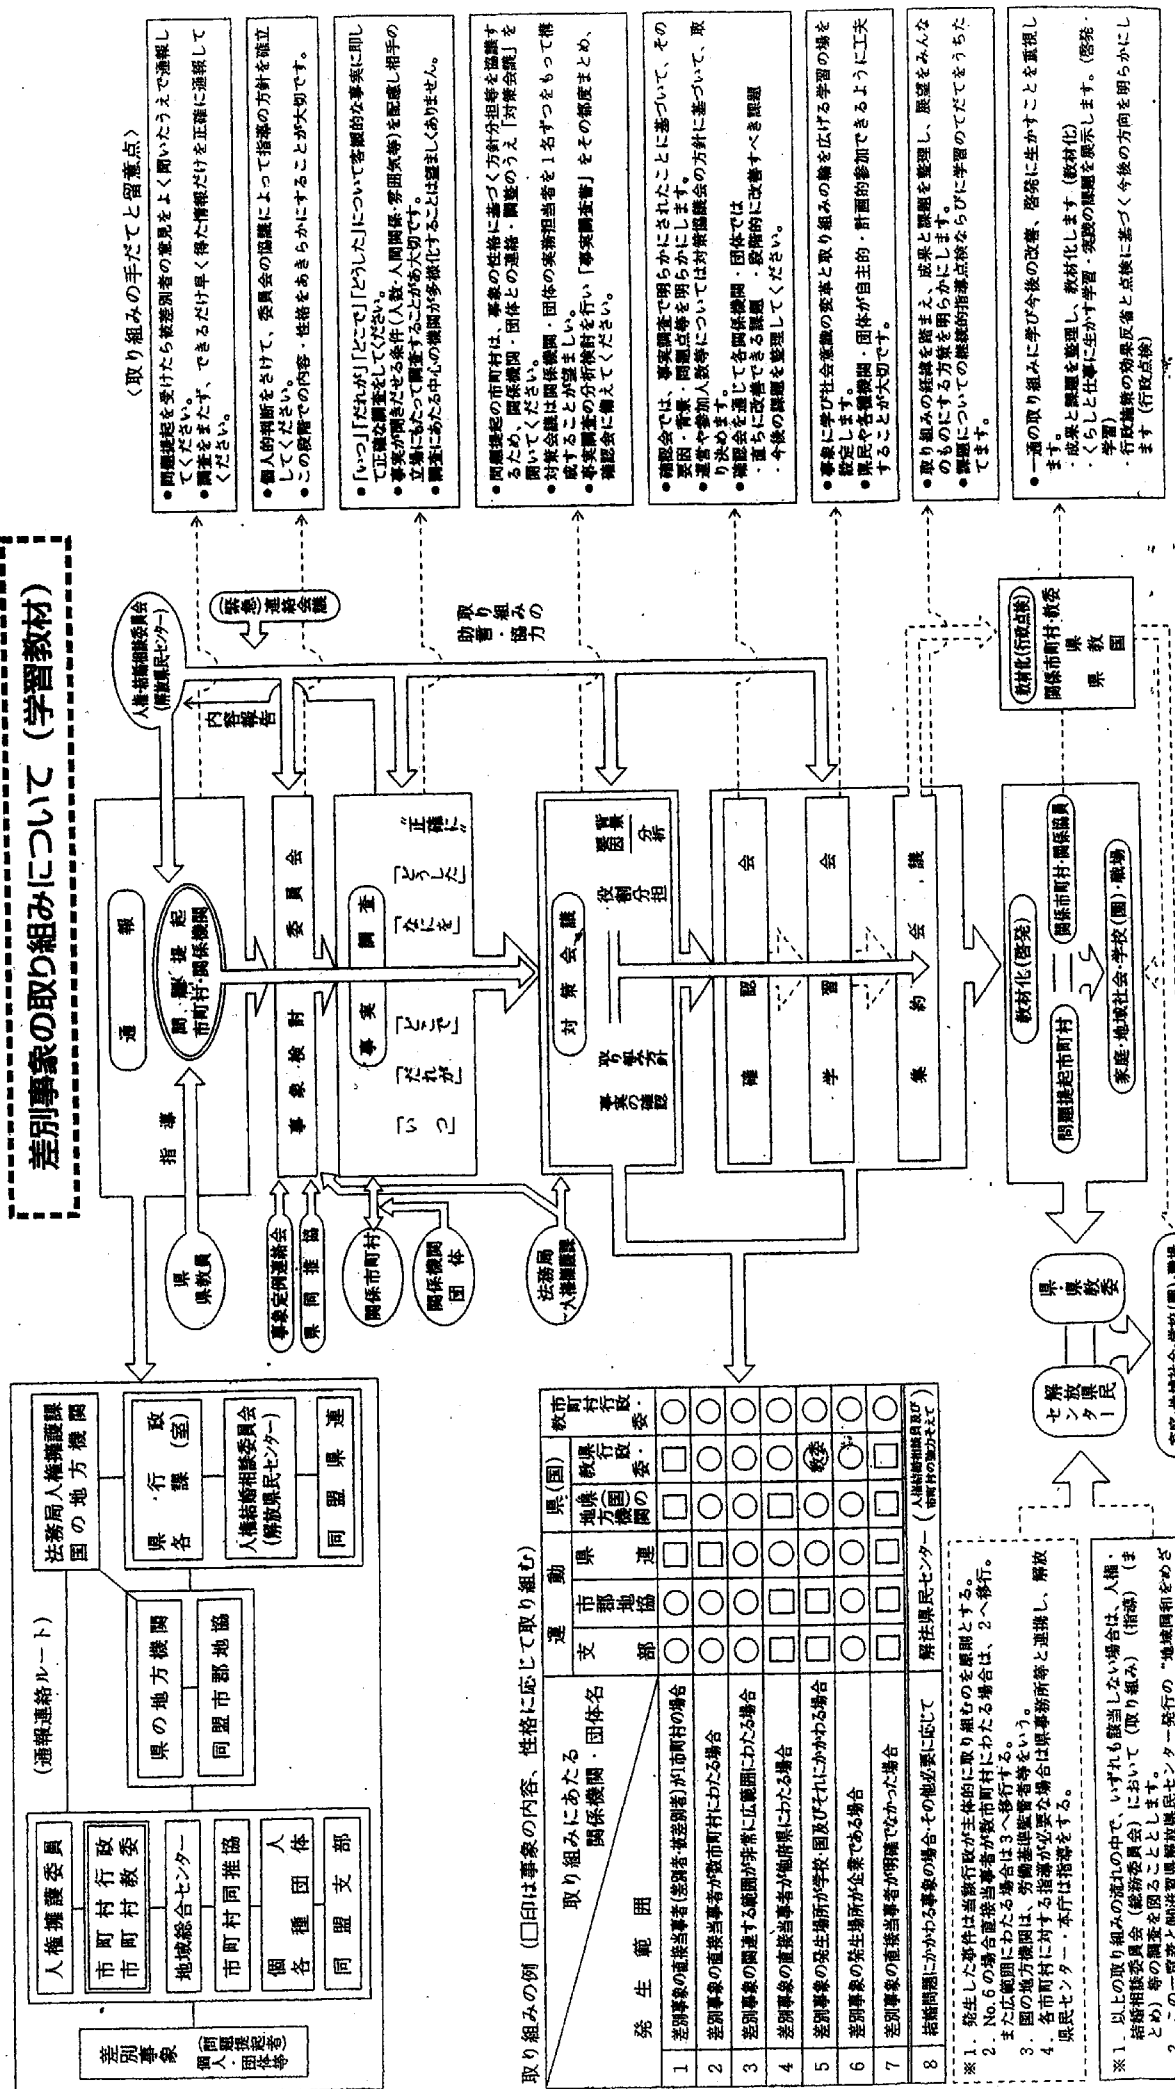 差別事象の取り組みについて(学習教材)
(通報連絡ルート)
差別事象
(問題提起者)
個人・団体等
人権擁護委員
市町村行政
市町村教委
地域総合センター
市町村同推協
個人
各種団体
同盟支部
県の地方機関
同盟市郡地協
法務局人権擁護課
国の地方機関
県行政
各課(室)
人権結婚相談委員会
(解放県民センター)
同盟県連
通報
指導
県
県教員
問題提起
市町村・関係機関
人権・結婚相談委員会
(解放県民センター)
(緊急)連絡会議
内容報告
取り組みの
助言・協力
事象検討委員会
事象定例連絡会
県同推協
事実調査
「いつ」
「だれが」
「どこで」
「なにを」
「どうした」
“正確に”
関係市町村
関係機関
団体
法務局
人権擁護課
対策会議
事実の確認
取り組み方針
役割分担
要因
背景
分析
確認会
学習会
集約会議
教材化(啓発)
問題提起市町村
関係市町村・関係協員
家庭・地域社会・学校(園)・職場
教材化(行政点検)
関係市町村・教委
県
県教
国
県・県教委
解放県民センター
〈取り組みの手だてと留意点〉
●問題提起を受けたら被差別者の意見をよく聞いたうえで通報し
てください。
●調査をまたず、できるだけ早く得た情報だけを正確に通報して
ください。
●個人的判断をさけて、委員会の協議によって指導の方針を確立
してください。
●この段階での内容・性格をあきらかにすることが大切です。
●「いつ」「だれが」「どこで」「どうした」について客観的な事実に即し
て正確な調査をしてください。
●事実が聞きだせる条件(人数・人間関係・雰囲気等)を配慮し相手の
立場にもたって調査することがあ大切です。
●調査にあたる中心の機関が多様化することは望ましくありません。
●問題提起の市町村は、事象の性格に基づく方針分担等を協議す
るため、関係機関・団体との連絡・調整のうえ「対策会議」を
開いてください。
●対策会議は関係機関・団体の実務担当者を1名ずつをもって構
成することが望ましい。
●事実調査の分析検討を行い「事実調査書」をその都度まとめ、
確認会に備えてください。
●確認会では、事実調査で明らかにされたことに基づいて、その
要因・背景・問題点等を明らかにします。
●運営や参加人数等については対策協議会の方針に基づいて、取
り決めます。
●確認会を通じて各関係機関・団体では
・直ちに改善できる課題・段階的に改善すべき課題
・今後の課題を整理してください。
●事象に学び社会意識の変革と取り組みの輪を広げる学習の場を
設定します。
●県民や各種機関・団体が自主的・計画的参加できるように工夫
することが大切です。
●取り組みの経緯を踏まえ、成果と課題を整理し、展望をみんな
のものにする方策を明らかにします。
●課題についての継続的指導点検ならびに学習のてだてをうちた
てます。
●一通の取り組みに学び今後の改善、啓発に生かすことを重視し
ます。
・成果と課題を整理し、教材化します(教材化)
・くらしと仕事に生かす学習・実践の課題を展示します。(啓発・
学習)
・行政施策の効果反省と点検に基づく今後の方向を明らかにし
ます(行政点検)
取り組みの例(□印は事象の内容、性格に応じて取り組む)
取り組みにあたる
関係機関・団体名
発生範囲
運動
支部
市郡地協
県連
県(国)
県(国)の地方機関
県行政・教委
市町村行政・教委
1 差別事象の直接当事者(差別者・被差別者)が1市町村の場合 ○ ○ □ □ □ ○
2 差別事象の直接当事者が数市町村にわたる場合 ○ ○ □ ○ ○ ○
3 差別事象の関連する範囲が非常に広範囲にわたる場合 ○ ○ ○ ○ ○ ○
4 差別事象の直接当事者が他府県にわたる場合 □ □ ○ □ ○ ○
5 差別事象の発生場所が学校・国及びそれにかかわる場合 □ □ ○ ○ 教委 ○
6 差別事象の発生場所が企業である場合 ○ ○ ○ ○ ○ ○
7 差別事象の直接当事者が明確でなかった場合 □ □ □ □ □ ○
8 結婚問題にかかわる事象の場合・その他必要に応じて 解法県民センター(人権結婚相談員及び市町村の協力をそえて)
※1. 発生した事件は当該行政が主体的に取り組むのを原則とする。
2. No.6の場合直接当事者が数市町村にわたる場合は、2へ移行。
また広範囲にわたる場合は3へ移行する。
3. 国の地方機関は、労働基準監督者等をいう。
4. 各市町村に対する指導が必要な場合は県事務所等と連携し、解放
県民センター・本庁は指導をする。
※1. 以上の取り組みの流れの中で、いずれも該当しない場合は、人権・
結婚相談委員会(総務委員会)において(取り組み)(指導)(ま
とめ)等の調査を図ることとします。